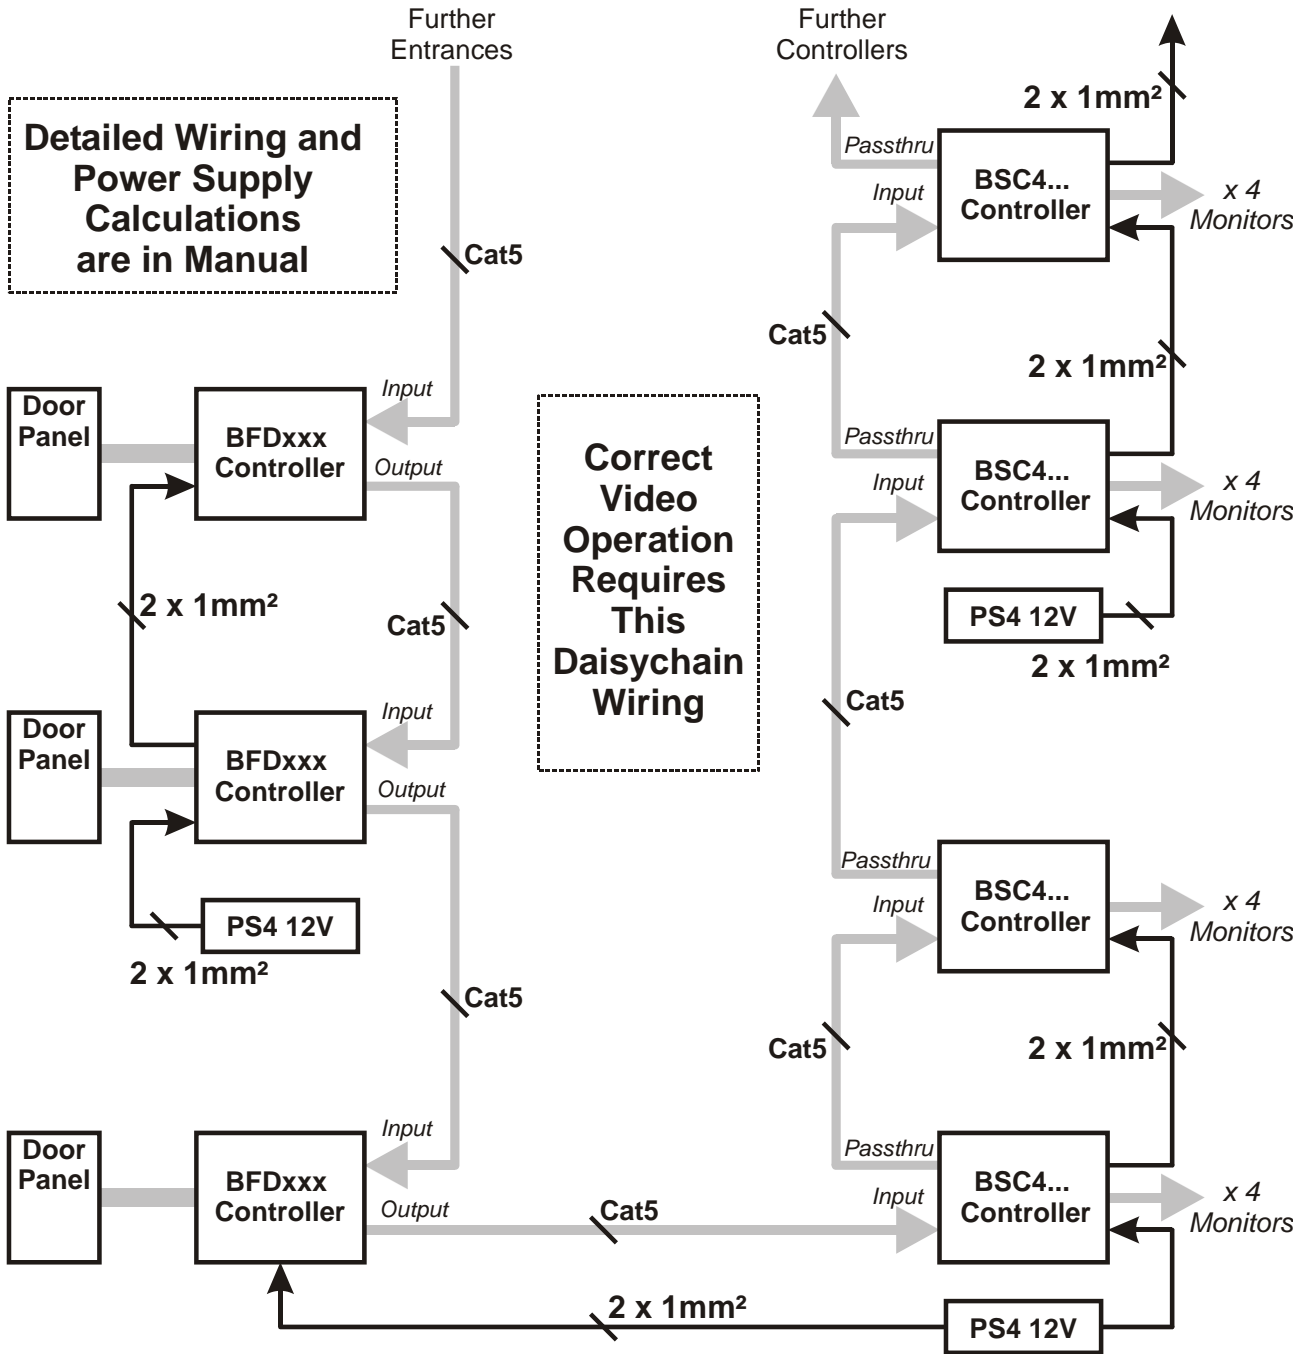 Further
Entrances
Further
Controllers
2 x 1mm²
Detailed Wiring and
Power Supply
Calculations
are in Manual
Passthru
Input
BSC4...
Controller
x 4
Monitors
Cat5
Cat5
2 x 1mm²
Door
Panel
BFDxxx
Controller
Input
Output
Correct
Video
Operation
Requires
This
Daisychain
Wiring
Passthru
Input
BSC4...
Controller
x 4
Monitors
2 x 1mm²
Cat5
PS4 12V
2 x 1mm²
Door
Panel
BFDxxx
Controller
Input
Output
Cat5
PS4 12V
2 x 1mm²
Cat5
Passthru
Input
BSC4...
Controller
x 4
Monitors
Cat5
2 x 1mm²
Door
Panel
BFDxxx
Controller
Input
Output
Cat5
Passthru
Input
BSC4...
Controller
x 4
Monitors
2 x 1mm²
PS4 12V